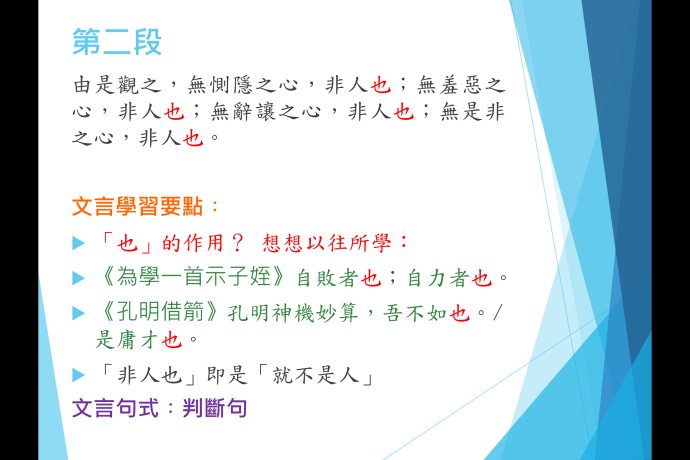 第二段
由是觀之，無惻隱之心，非人也；無羞惡之
心，非人也；無辭讓之心，非人也；無是非
之心，非人也。
文言學習要點：
「也」的作用？ 想想以往所學：
《為學一首示子姪》自敗者也；自力者也。
《孔明借箭》孔明神機妙算，吾不如也。/
是庸才也。
「非人也」即是「就不是人」
文言句式：判斷句